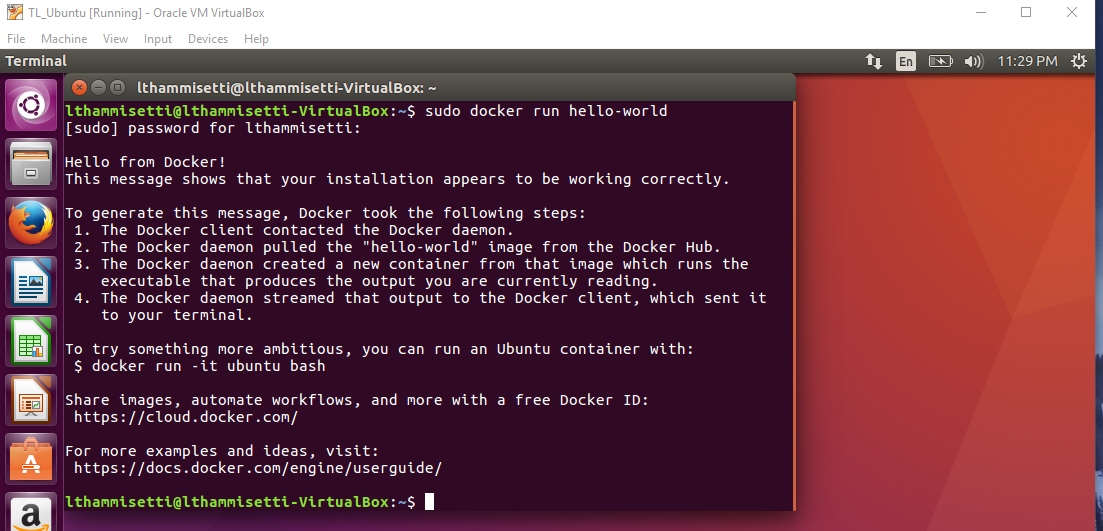 TL_Ubuntu [Running] - Oracle VM VirtualBox
File Machine View Input Devices Help
Terminal En 11:29 PM
lthammisetti@lthammisetti-VirtualBox: ~
lthammisetti@lthammisetti-VirtualBox:~$ sudo docker run hello-world
[sudo] password for lthammisetti:
Hello from Docker!
This message shows that your installation appears to be working correctly.
To generate this message, Docker took the following steps:
1. The Docker client contacted the Docker daemon.
2. The Docker daemon pulled the "hello-world" image from the Docker Hub.
3. The Docker daemon created a new container from that image which runs the
executable that produces the output you are currently reading.
4. The Docker daemon streamed that output to the Docker client, which sent it
to your terminal.
To try something more ambitious, you can run an Ubuntu container with:
$ docker run -it ubuntu bash
Share images, automate workflows, and more with a free Docker ID:
https://cloud.docker.com/
For more examples and ideas, visit:
https://docs.docker.com/engine/userguide/
lthammisetti@lthammisetti-VirtualBox:~$